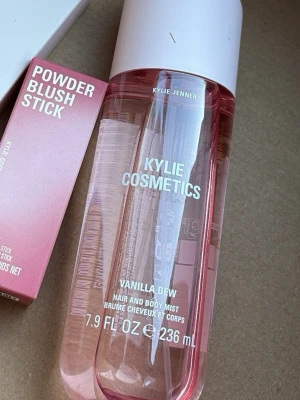 POWDER
BLUSH
STICK
KYLIE JENNER
KYLIE
COSMETICS
VANILLA DEW
HAIR AND BODY MIST
BRUME CHEVEUX ET CORPS
7.9 FL OZ ℮ 236 mL